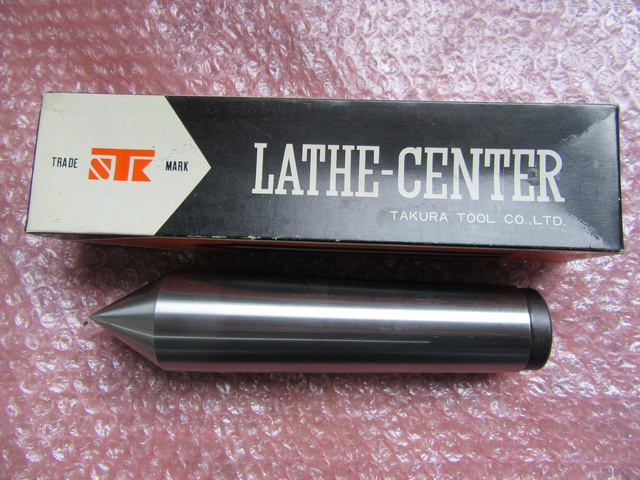 TRADE STK MARK
LATHE-CENTER
TAKURA TOOL CO.,LTD.